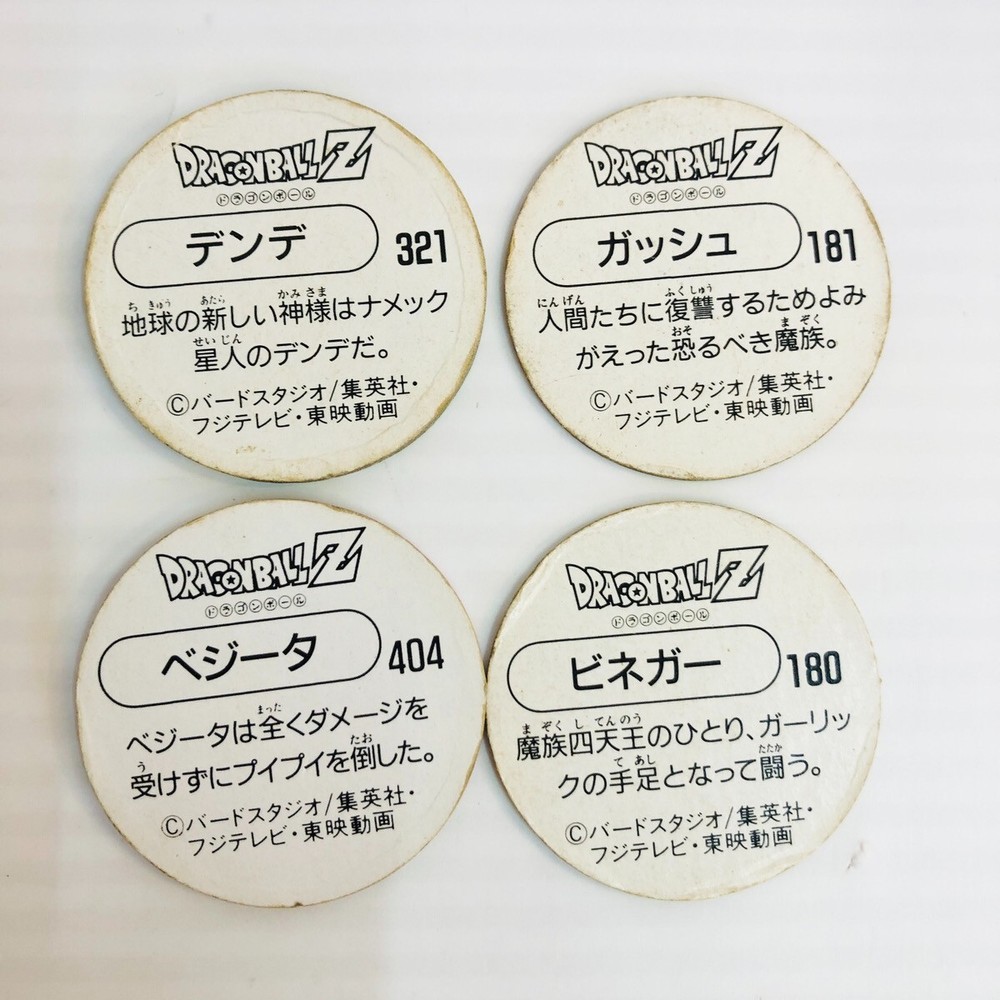 DRAGONBALL Z
ドラゴンボール
デンデ 321
地球の新しい神様はナメック
星人のデンデだ。
Ⓒバードスタジオ/集英社・
フジテレビ・東映動画
DRAGONBALL Z
ドラゴンボール
ガッシュ 181
人間たちに復讐するためよみ
がえった恐るべき魔族。
Ⓒバードスタジオ/集英社・
フジテレビ・東映動画
DRAGONBALL Z
ドラゴンボール
ベジータ 404
ベジータは全くダメージを
受けずにプイプイを倒した。
Ⓒバードスタジオ/集英社・
フジテレビ・東映動画
DRAGONBALL Z
ドラゴンボール
ビネガー 180
魔族四天王のひとり、ガーリッ
クの手足となって闘う。
Ⓒバードスタジオ/集英社・
フジテレビ・東映動画